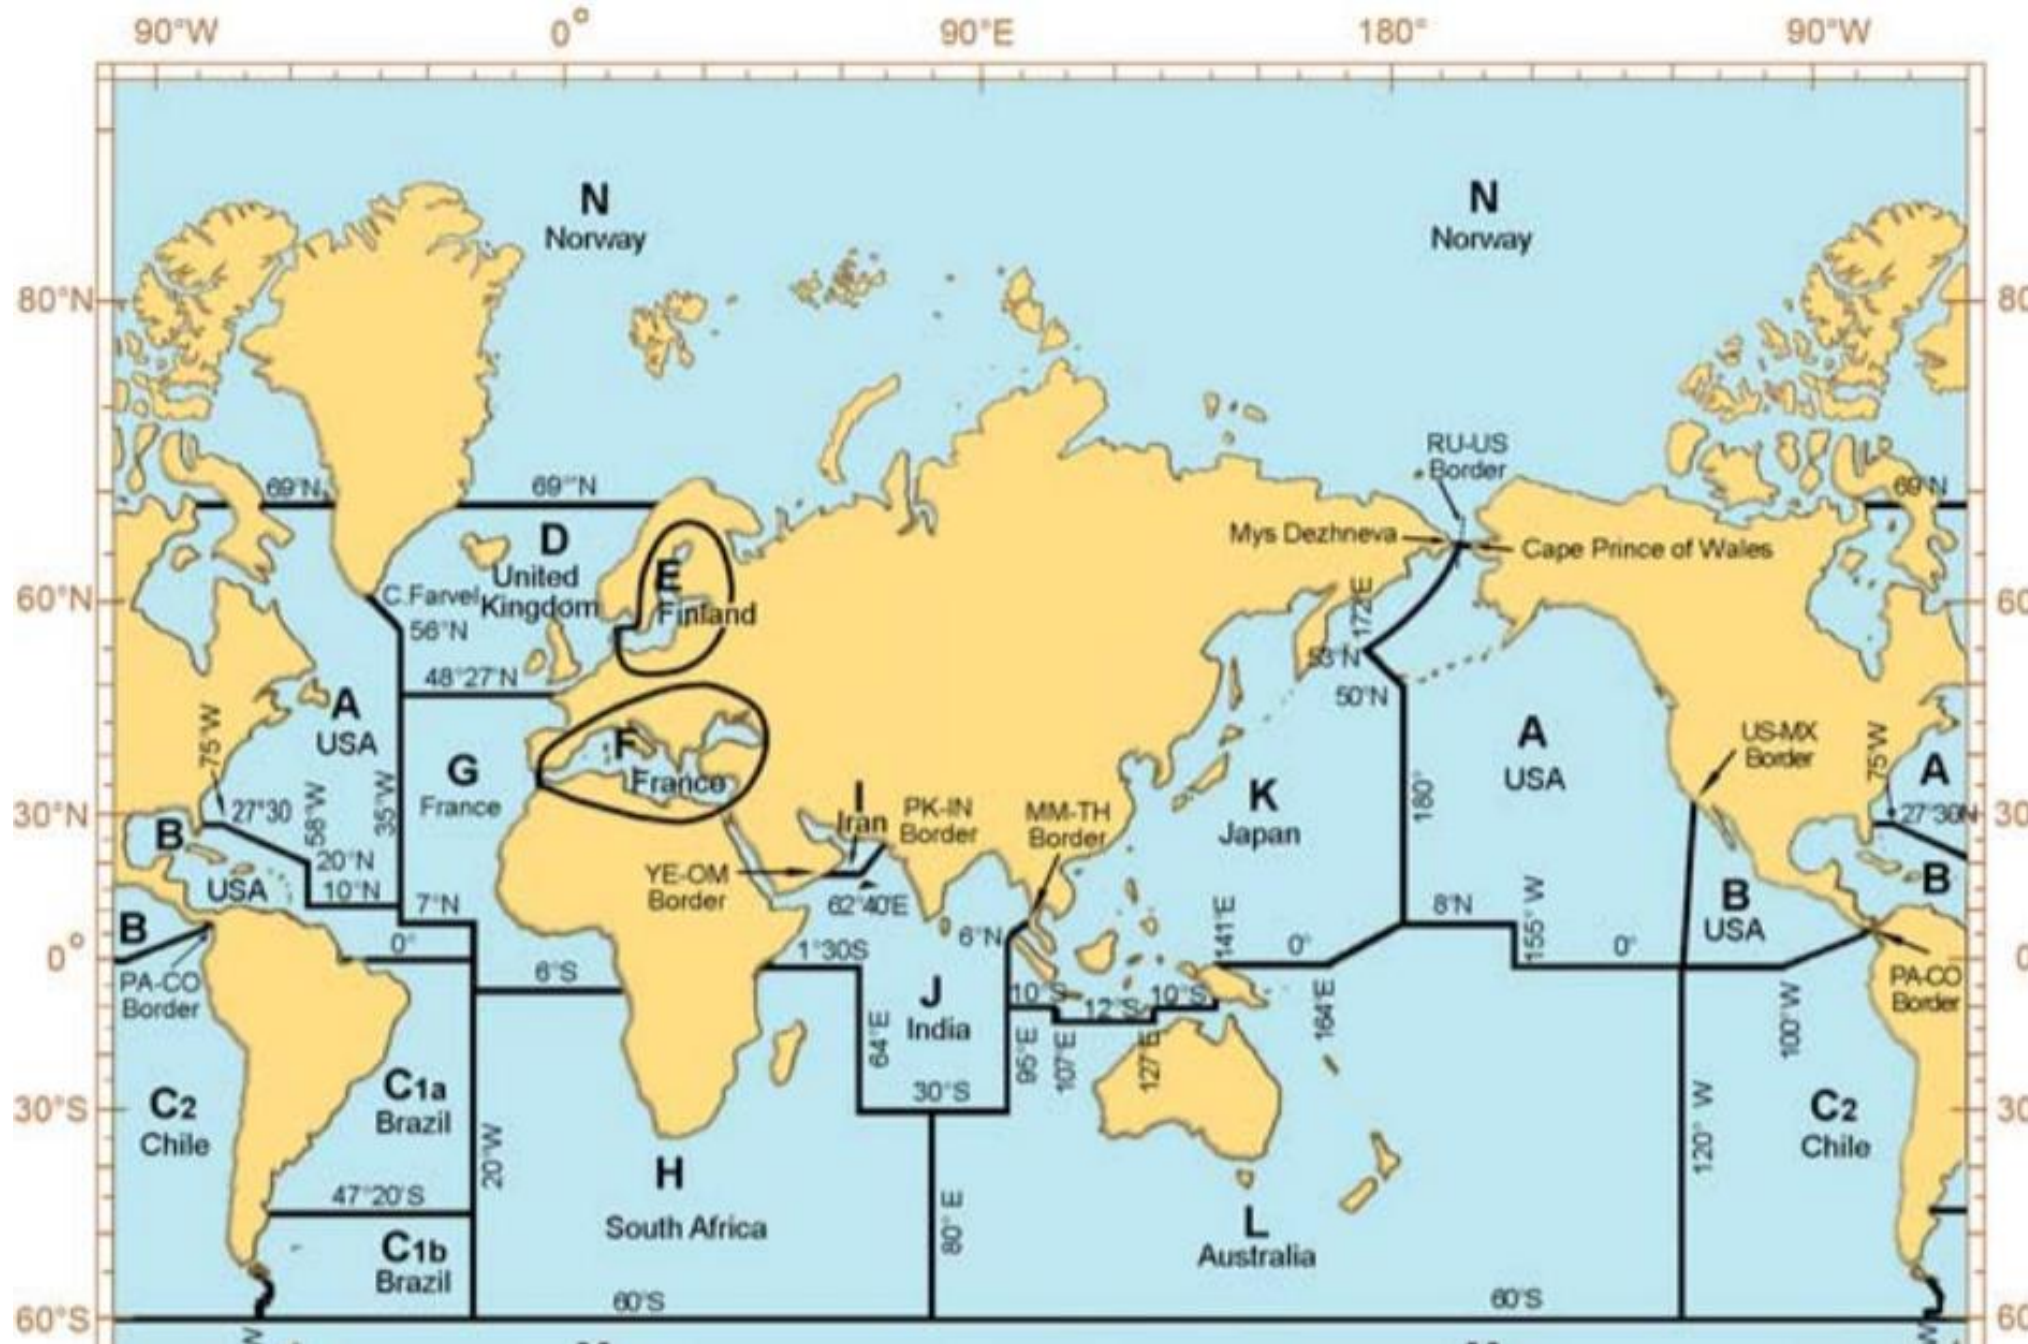 90°W 0° 90°E 180° 90°W
N
Norway
N
Norway
80°N
80
RU-US
Border
69°N
69°N
69°N
Mys Dezhneva
Cape Prince of Wales
D
United
Kingdom
E
Finland
60°N
60
C.Farvel
56°N
172°E
53°N
50°N
48°27'N
A
USA
75°W
G
France
F
France
I
Iran
PK-IN
Border
MM-TH
Border
K
Japan
180°
A
USA
US-MX
Border
75°W
A
30°N
30
27°30
27°30N
58°W
35°W
B
USA
20°N
10°N
7°N
YE-OM
Border
62°40'E
B
USA
B
B
8°N
155°W
141°E
6°N
0°
0°
1°30S
0°
0°
0
PA-CO
Border
PA-CO
Border
6°S
J
India
10°S
12°S
10°S
64°E
95°E
107°E
127°E
164°E
100°W
30°S
30°S
30
C2
Chile
C1a
Brazil
20°W
120° W
C2
Chile
H
South Africa
47°20'S
80° E
L
Australia
C1b
Brazil
60°S
60°S
60°S
60